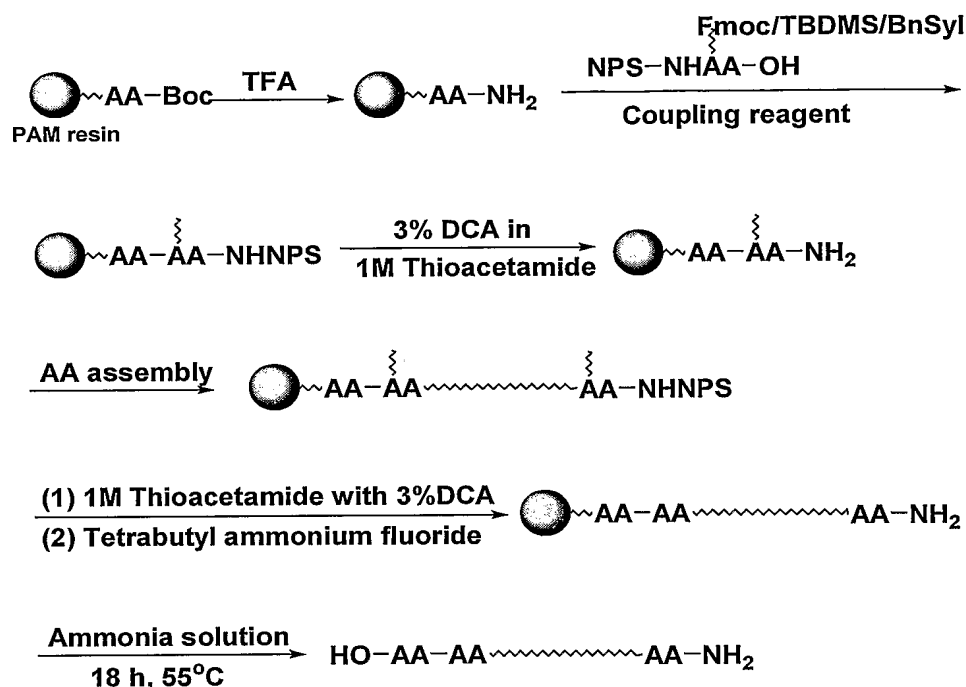 Fmoc/TBDMS/BnSyl
AA-Boc TFA AA-NH2 NPS-NHAA-OH
PAM resin Coupling reagent
AA-AA-NHNPS 3% DCA in 1M Thioacetamide AA-AA-NH2
AA assembly AA-AA AA-NHNPS
(1) 1M Thioacetamide with 3%DCA
(2) Tetrabutyl ammonium fluoride AA-AA AA-NH2
Ammonia solution
18 h, 55°C HO-AA-AA AA-NH2